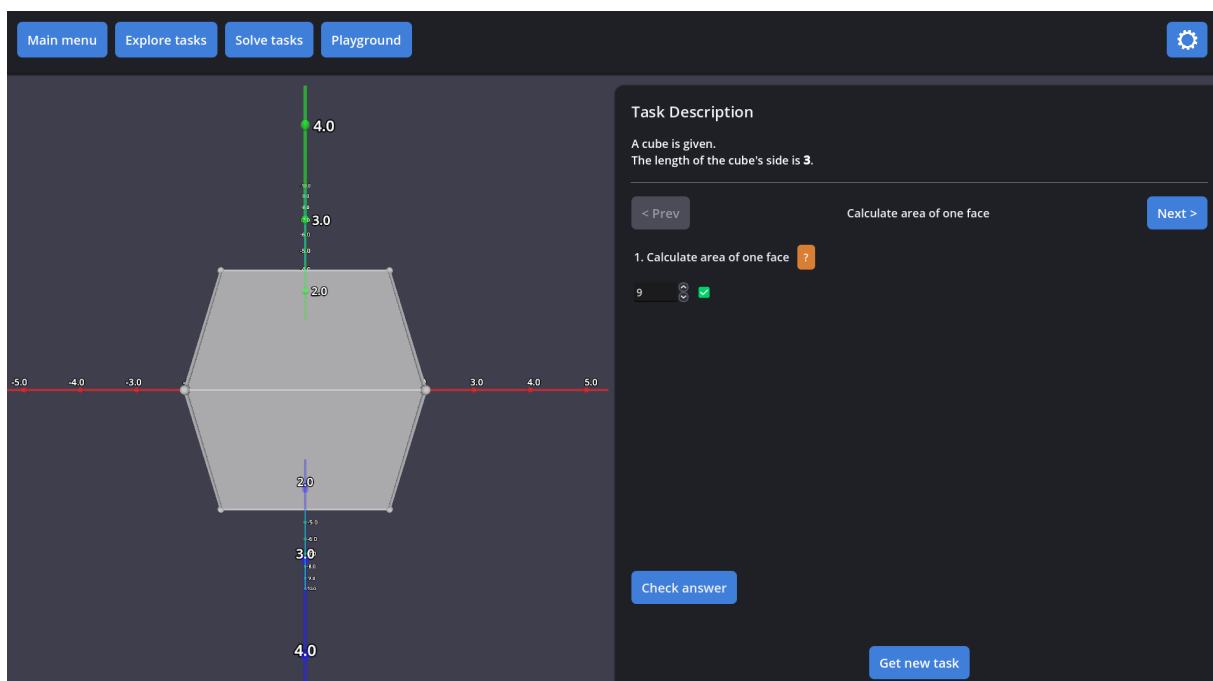 Main menu
Explore tasks
Solve tasks
Playground
Task Description
A cube is given.
The length of the cube's side is 3.
< Prev
Calculate area of one face
Next >
1. Calculate area of one face ?
9
Check answer
Get new task
4.0
3.0
2.0
-5.0 -4.0 -3.0 3.0 4.0 5.0
2.0
3.0
4.0